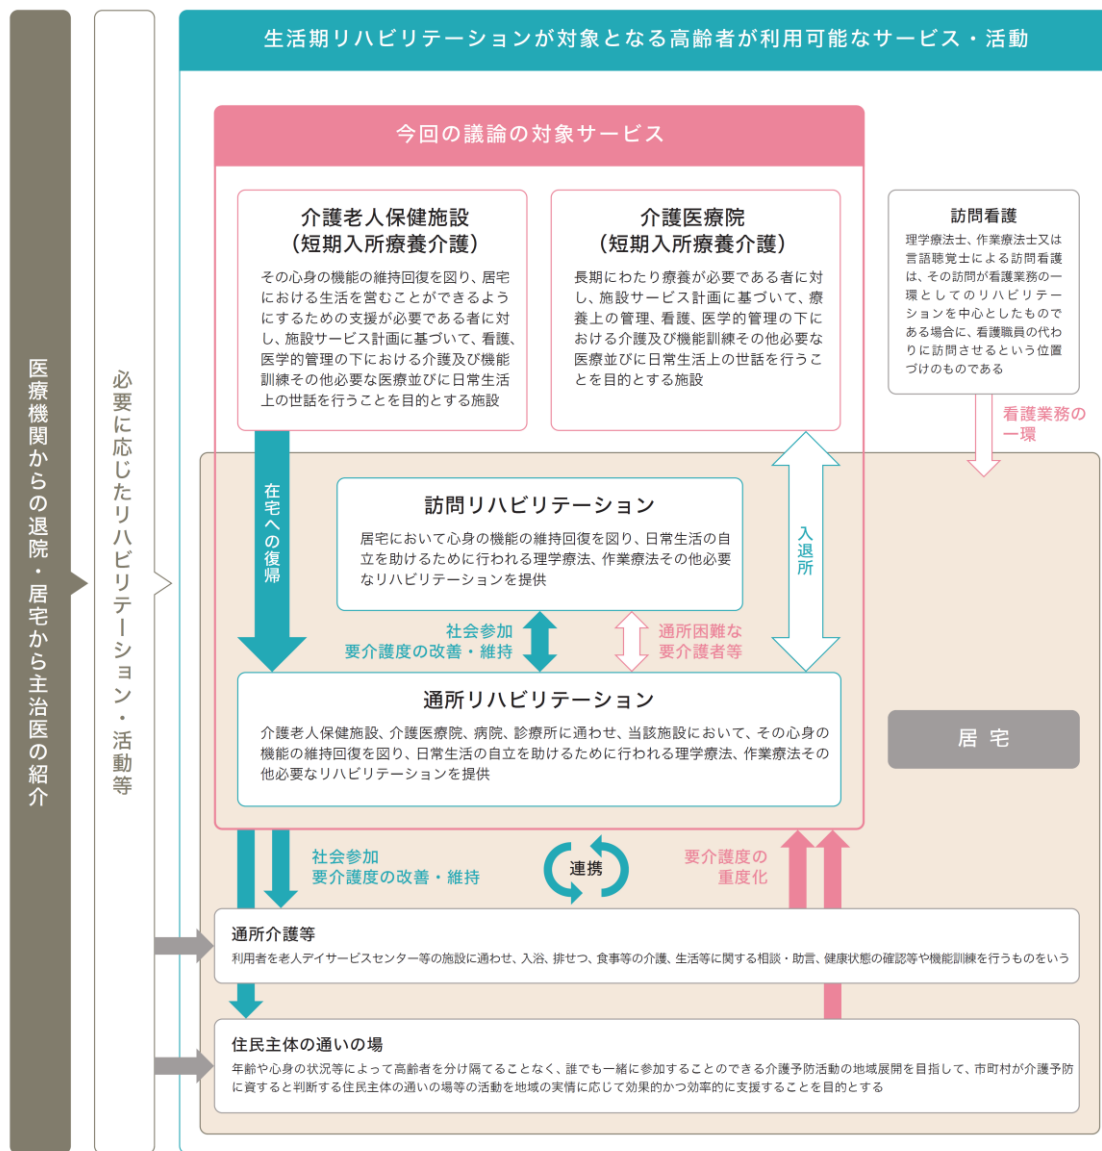 医療機関からの退院・居宅から主治医の紹介
必要に応じたリハビリテーション・活動等
生活期リハビリテーションが対象となる高齢者が利用可能なサービス・活動
今回の議論の対象サービス
介護老人保健施設
（短期入所療養介護）
その心身の機能の維持回復を図り、居宅
における生活を営むことができるよう
にするための支援が必要である者に対
し、施設サービス計画に基づいて、看護、
医学的管理の下における介護及び機能
訓練その他必要な医療並びに日常生活
上の世話を行うことを目的とする施設
介護医療院
（短期入所療養介護）
長期にわたり療養が必要である者に対
し、施設サービス計画に基づいて、療
養上の管理、看護、医学的管理の下に
おける介護及び機能訓練その他必要な
医療並びに日常生活上の世話を行うこ
とを目的とする施設
訪問看護
理学療法士、作業療法士又は
言語聴覚士による訪問看護
は、その訪問が看護業務の一
環としてのリハビリテー
ションを中心としたもので
ある場合に、看護職員の代わ
りに訪問させるという位置
づけのものである
看護業務の
一環
在宅への復帰
訪問リハビリテーション
居宅において心身の機能の維持回復を図り、日常生活の自
立を助けるために行われる理学療法、作業療法その他必要
なリハビリテーションを提供
入退所
社会参加
要介護度の改善・維持
通所困難な
要介護者等
通所リハビリテーション
介護老人保健施設、介護医療院、病院、診療所に通わせ、当該施設において、その心身の
機能の維持回復を図り、日常生活の自立を助けるために行われる理学療法、作業療法その
他必要なリハビリテーションを提供
居宅
社会参加
要介護度の改善・維持
連携
要介護度の
重度化
通所介護等
利用者を老人デイサービスセンター等の施設に通わせ、入浴、排せつ、食事等の介護、生活等に関する相談・助言、健康状態の確認等や機能訓練を行うものをいう
住民主体の通いの場
年齢や心身の状況等によって高齢者を分け隔てることなく、誰でも一緒に参加することのできる介護予防活動の地域展開を目指して、市町村が介護予防
に資すると判断する住民主体の通いの場等の活動を地域の実情に応じて効果的かつ効率的に支援することを目的とする